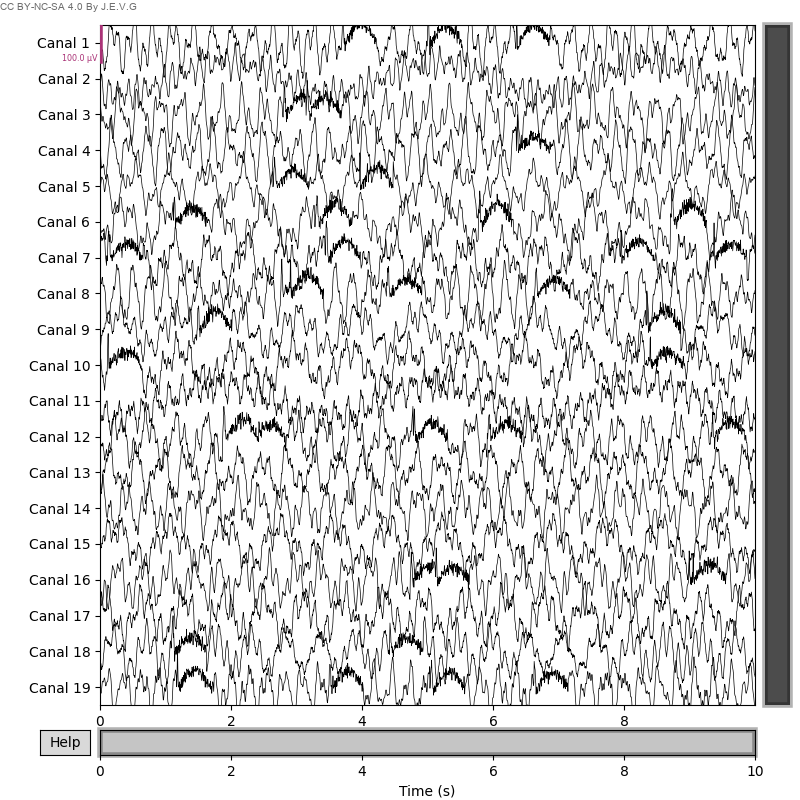 CC BY-NC-SA 4.0 By J.E.V.G
Canal 1
100.0 µV
Canal 2
Canal 3
Canal 4
Canal 5
Canal 6
Canal 7
Canal 8
Canal 9
Canal 10
Canal 11
Canal 12
Canal 13
Canal 14
Canal 15
Canal 16
Canal 17
Canal 18
Canal 19
0 2 4 6 8
Help
0 2 4 6 8 10
Time (s)